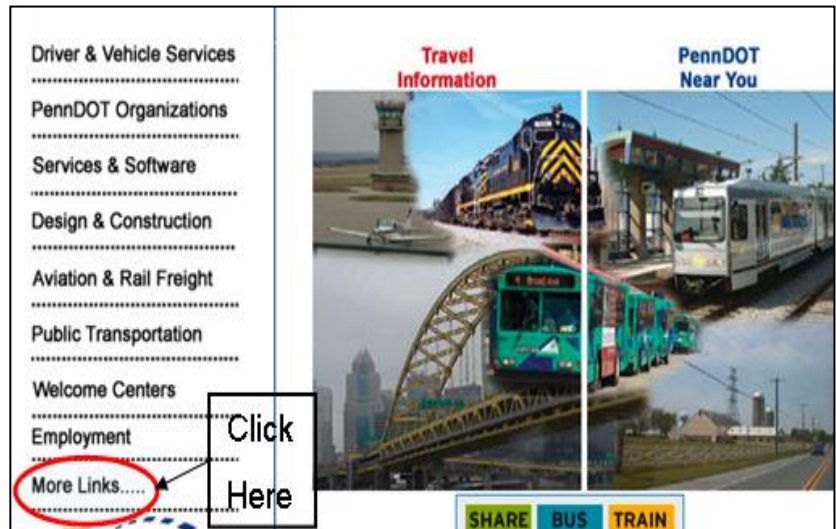 Driver & Vehicle Services
PennDOT Organizations
Services & Software
Design & Construction
Aviation & Rail Freight
Public Transportation
Welcome Centers
Employment
More Links.....
Click
Here
Travel
Information
PennDOT
Near You
SHARE BUS TRAIN